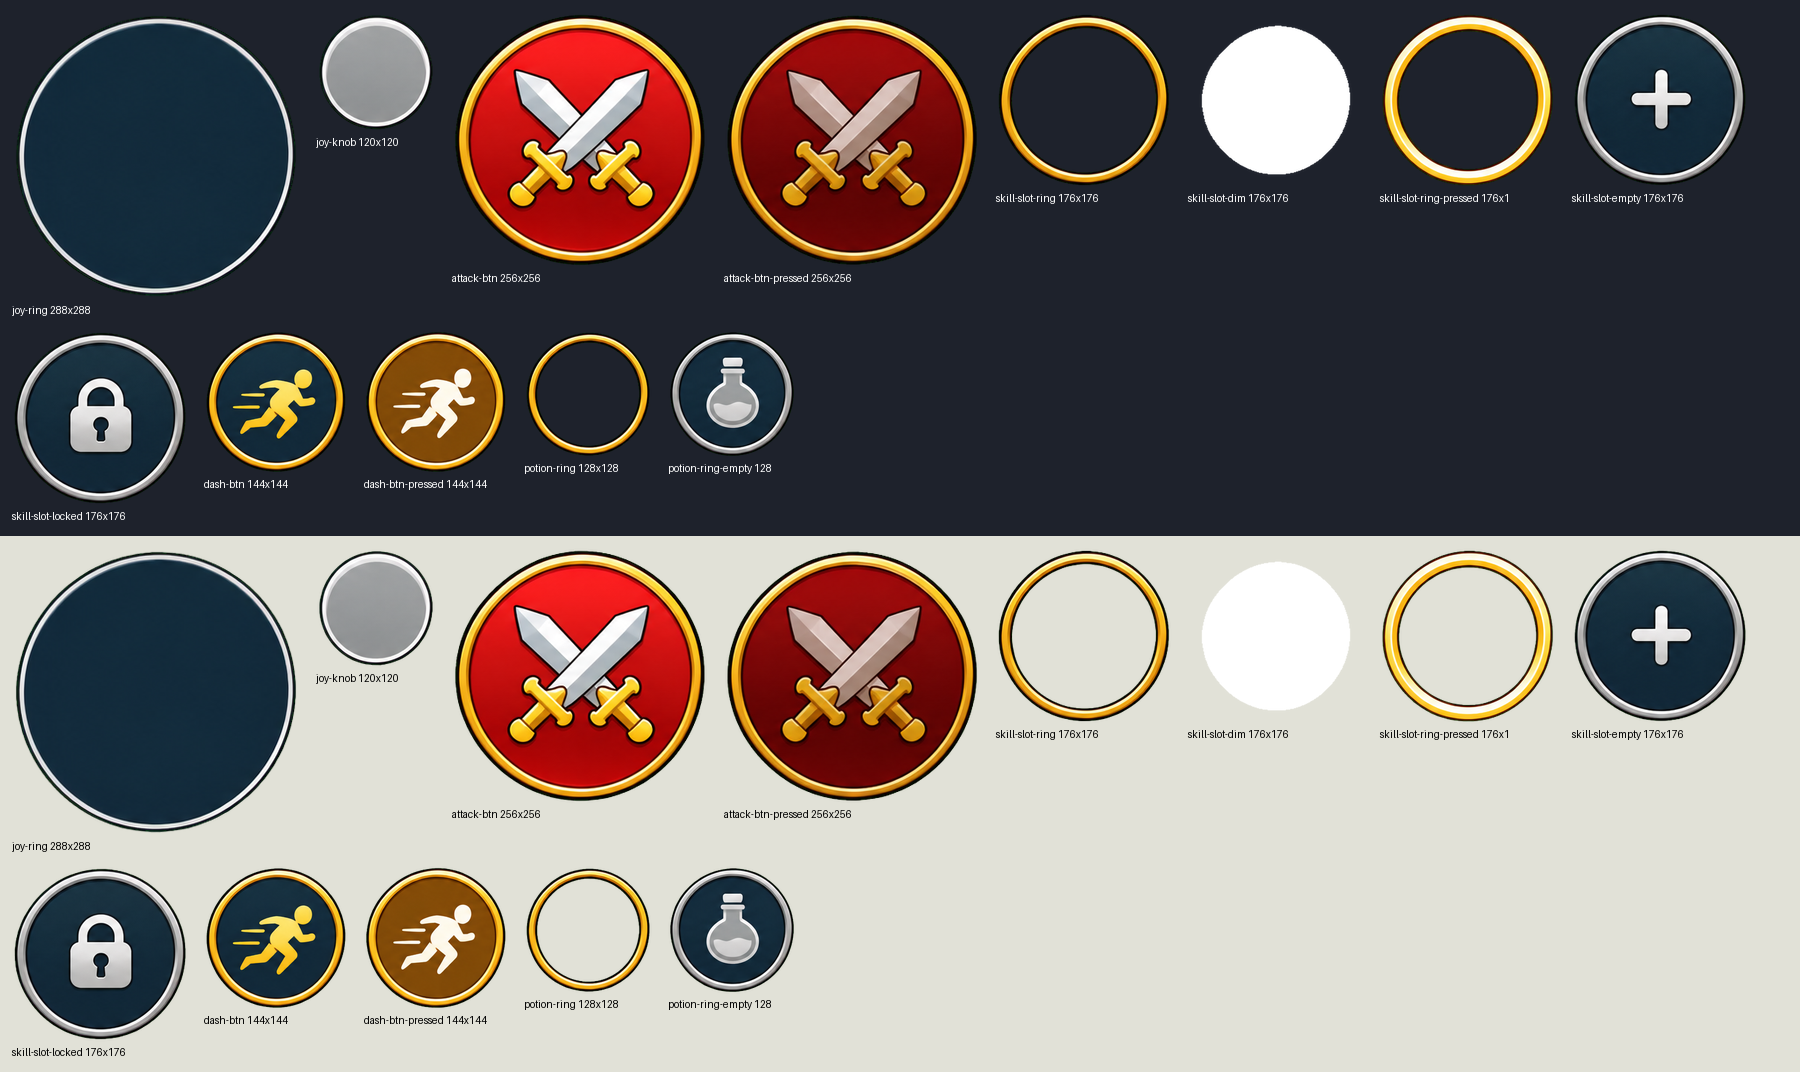 joy-knob 120x120
skill-slot-ring 176x176
skill-slot-dim 176x176
skill-slot-ring-pressed 176x1
skill-slot-empty 176x176
attack-btn 256x256
attack-btn-pressed 256x256
joy-ring 288x288
potion-ring 128x128
potion-ring-empty 128
dash-btn 144x144
dash-btn-pressed 144x144
skill-slot-locked 176x176
joy-knob 120x120
skill-slot-ring 176x176
skill-slot-dim 176x176
skill-slot-ring-pressed 176x1
skill-slot-empty 176x176
attack-btn 256x256
attack-btn-pressed 256x256
joy-ring 288x288
potion-ring 128x128
potion-ring-empty 128
dash-btn 144x144
dash-btn-pressed 144x144
skill-slot-locked 176x176